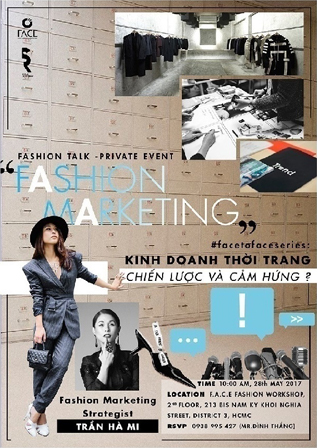 FACE
FASHION TALK -PRIVATE EVENT
“FASHION
MARKETING”
Trend
#facetofaceseries:
KINH DOANH THỜI TRANG
CHIẾN LƯỢC VÀ CẢM HỨNG ?
TIME 10:00 AM, 28th MAY 2017
LOCATION F.A.C.E FASHION WORKSHOP,
2ND FLOOR, 213 BIS NAM KY KHOI NGHIA
STREET, DISTRICT 3, HCMC
RSVP 0938 995 427 (MR.ĐÌNH THẮNG)
Fashion Marketing
Strategist
TRẦN HÀ MI